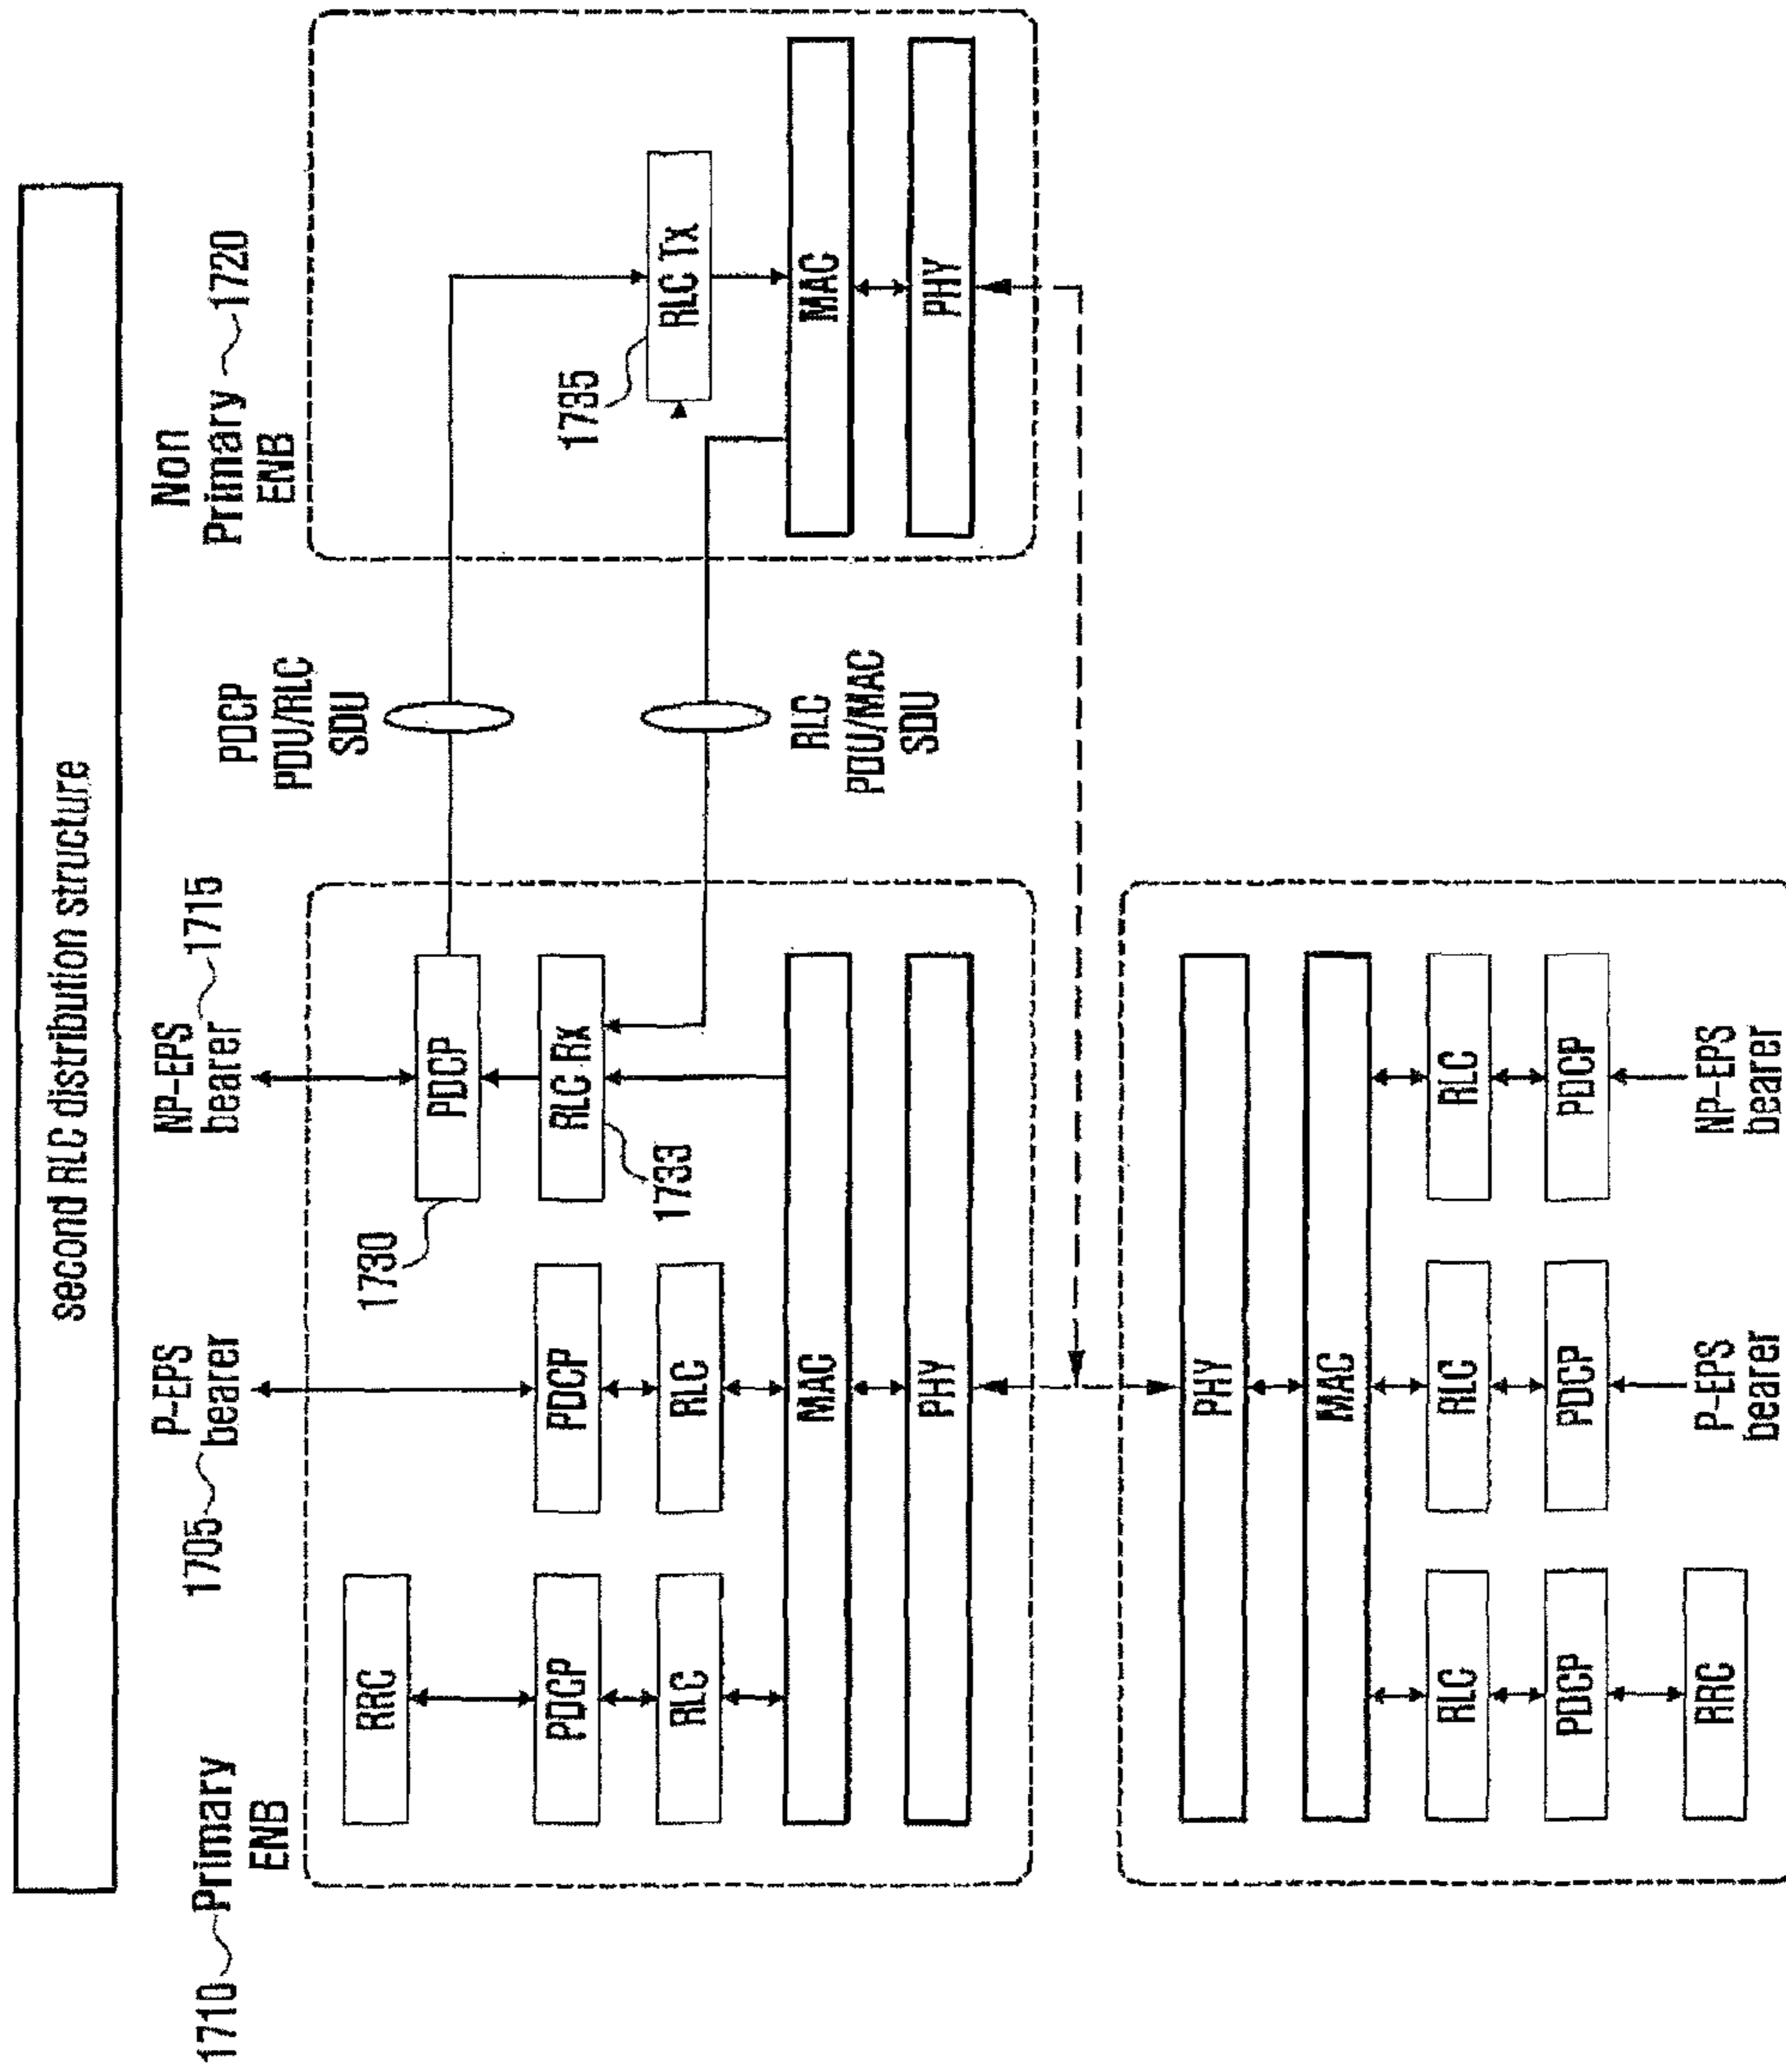 second RLC distribution structure
1710
Primary
ENB
1705
P-EPS
bearer
NP-EPS
bearer
1715
Non
Primary
ENB
1720
PDCP
PDU/RLC
SDU
RLC
PDU/MAC
SDU
RRC
PDCP
RLC
PDCP
RLC
1730
PDCP
RLC Rx
1733
MAC
PHY
1735
RLC Tx
MAC
PHY
PHY
MAC
RLC
RLC
RLC
PDCP
PDCP
PDCP
RRC
P-EPS
bearer
NP-EPS
bearer